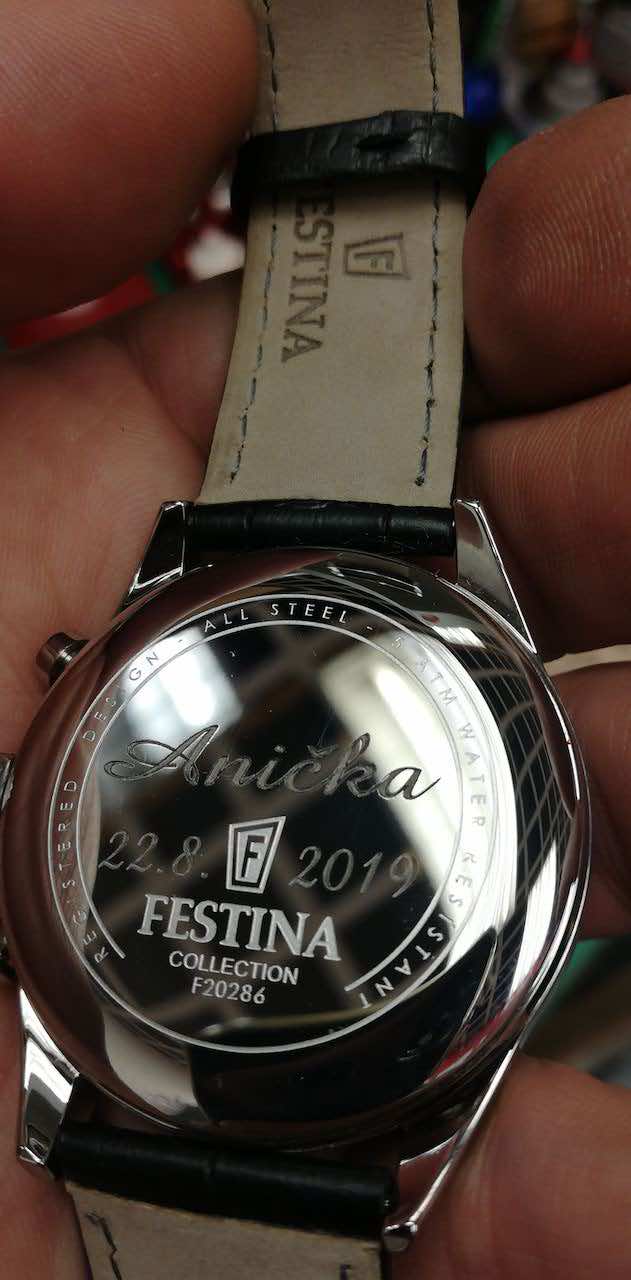 FESTINA
F
REGISTERED DESIGN - ALL STEEL - 5 ATM WATER RESISTANT
Anička
22.8. F 2019
FESTINA
COLLECTION
F20286